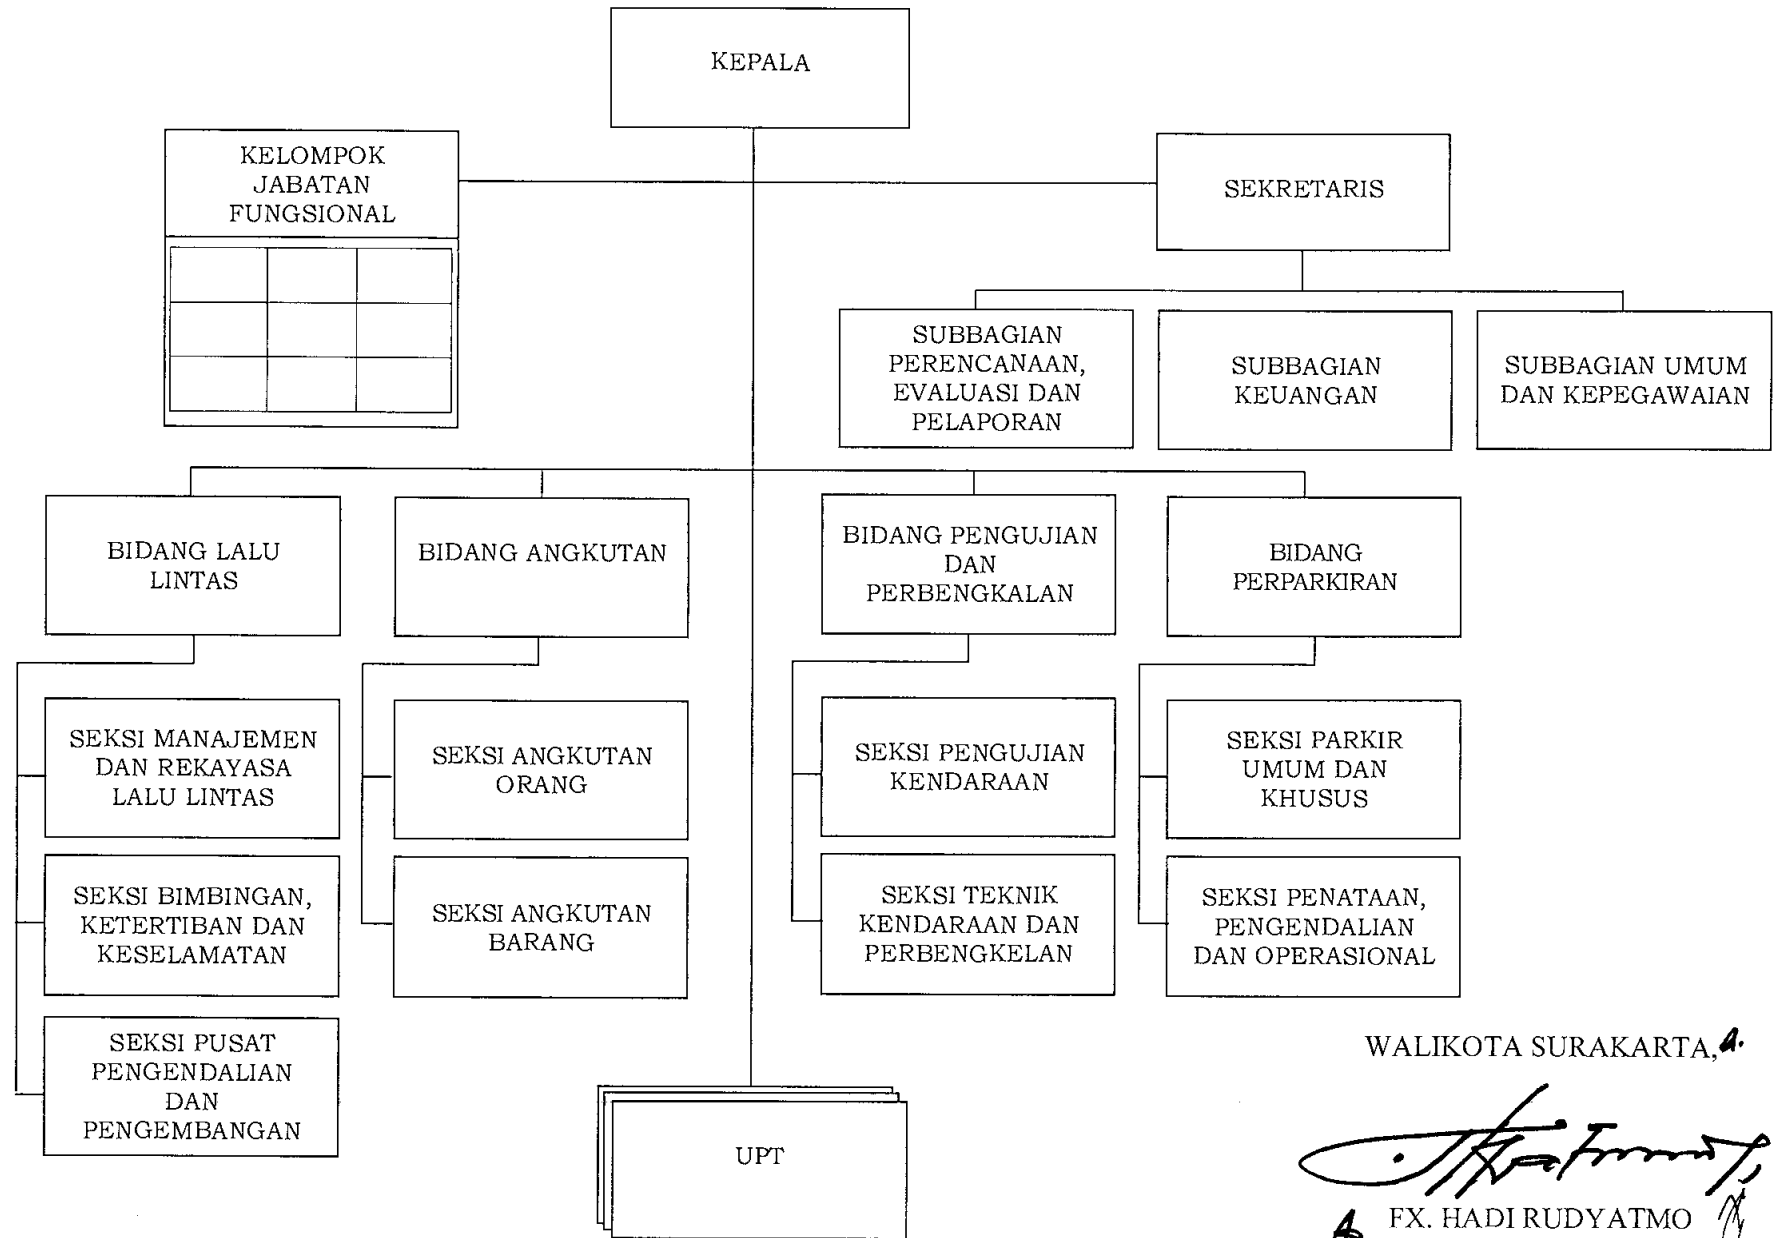 KEPALA
KELOMPOK
JABATAN
FUNGSIONAL
SEKRETARIS
SUBBAGIAN
PERENCANAAN,
EVALUASI DAN
PELAPORAN
SUBBAGIAN
KEUANGAN
SUBBAGIAN UMUM
DAN KEPEGAWAIAN
BIDANG LALU
LINTAS
BIDANG ANGKUTAN
BIDANG PENGUJIAN
DAN
PERBENGKALAN
BIDANG
PERPARKIRAN
SEKSI MANAJEMEN
DAN REKAYASA
LALU LINTAS
SEKSI ANGKUTAN
ORANG
SEKSI PENGUJIAN
KENDARAAN
SEKSI PARKIR
UMUM DAN
KHUSUS
SEKSI BIMBINGAN,
KETERTIBAN DAN
KESELAMATAN
SEKSI ANGKUTAN
BARANG
SEKSI TEKNIK
KENDARAAN DAN
PERBENGKELAN
SEKSI PENATAAN,
PENGENDALIAN
DAN OPERASIONAL
SEKSI PUSAT
PENGENDALIAN
DAN
PENGEMBANGAN
UPT
WALIKOTA SURAKARTA,
FX. HADI RUDYATMO